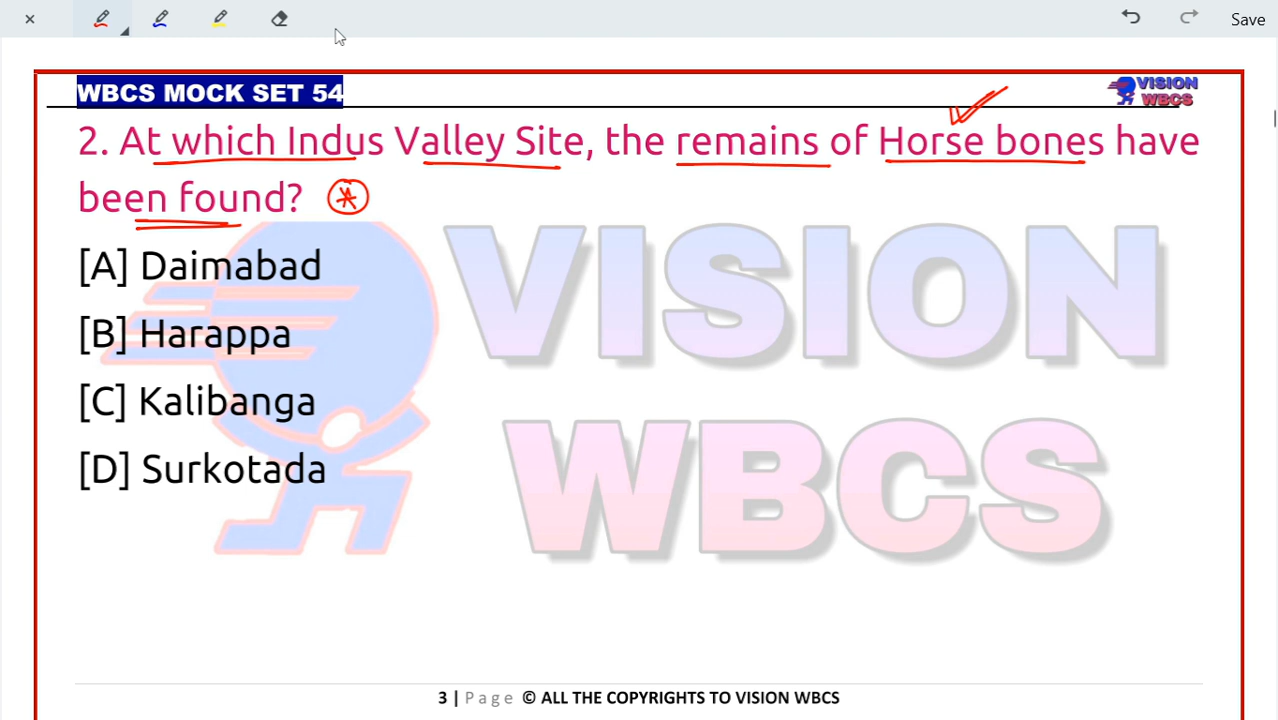 Save
WBCS MOCK SET 54
VISION
WBCS
2. At which Indus Valley Site, the remains of Horse bones have
been found?
[A] Daimabad
[B] Harappa
[C] Kalibanga
[D] Surkotada
VISION
WBCS
3 | Page © ALL THE COPYRIGHTS TO VISION WBCS